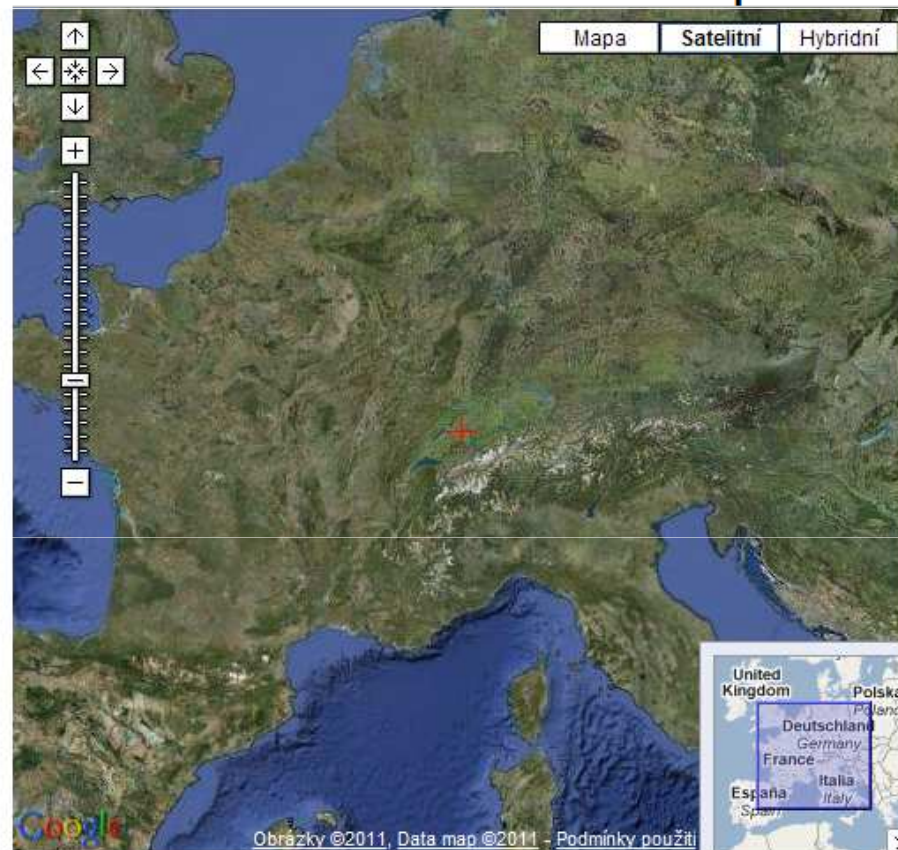 Mapa Satelitní Hybridní
United
Kingdom
Polska
Poland
Deutschland
Germany
France
Italia
Italy
España
Spain
Google
Obrázky ©2011, Data map ©2011 - Podmínky použití